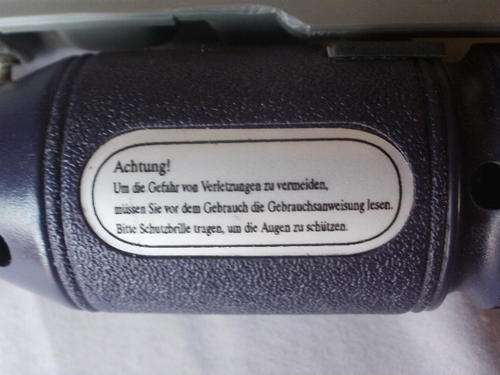 Achtung!
Um die Gefahr von Verletzungen zu vermeiden,
müssen Sie vor dem Gebrauch die Gebrauchsanweisung lesen.
Bitte Schutzbrille tragen, um die Augen zu schützen.